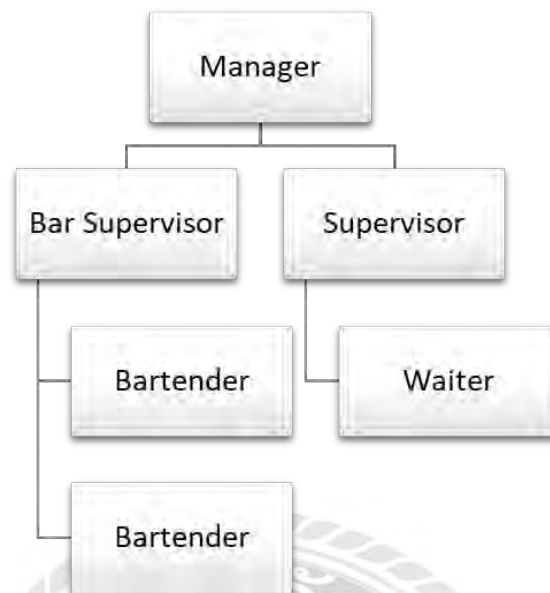 Manager
Bar Supervisor
Supervisor
Bartender
Waiter
Bartender